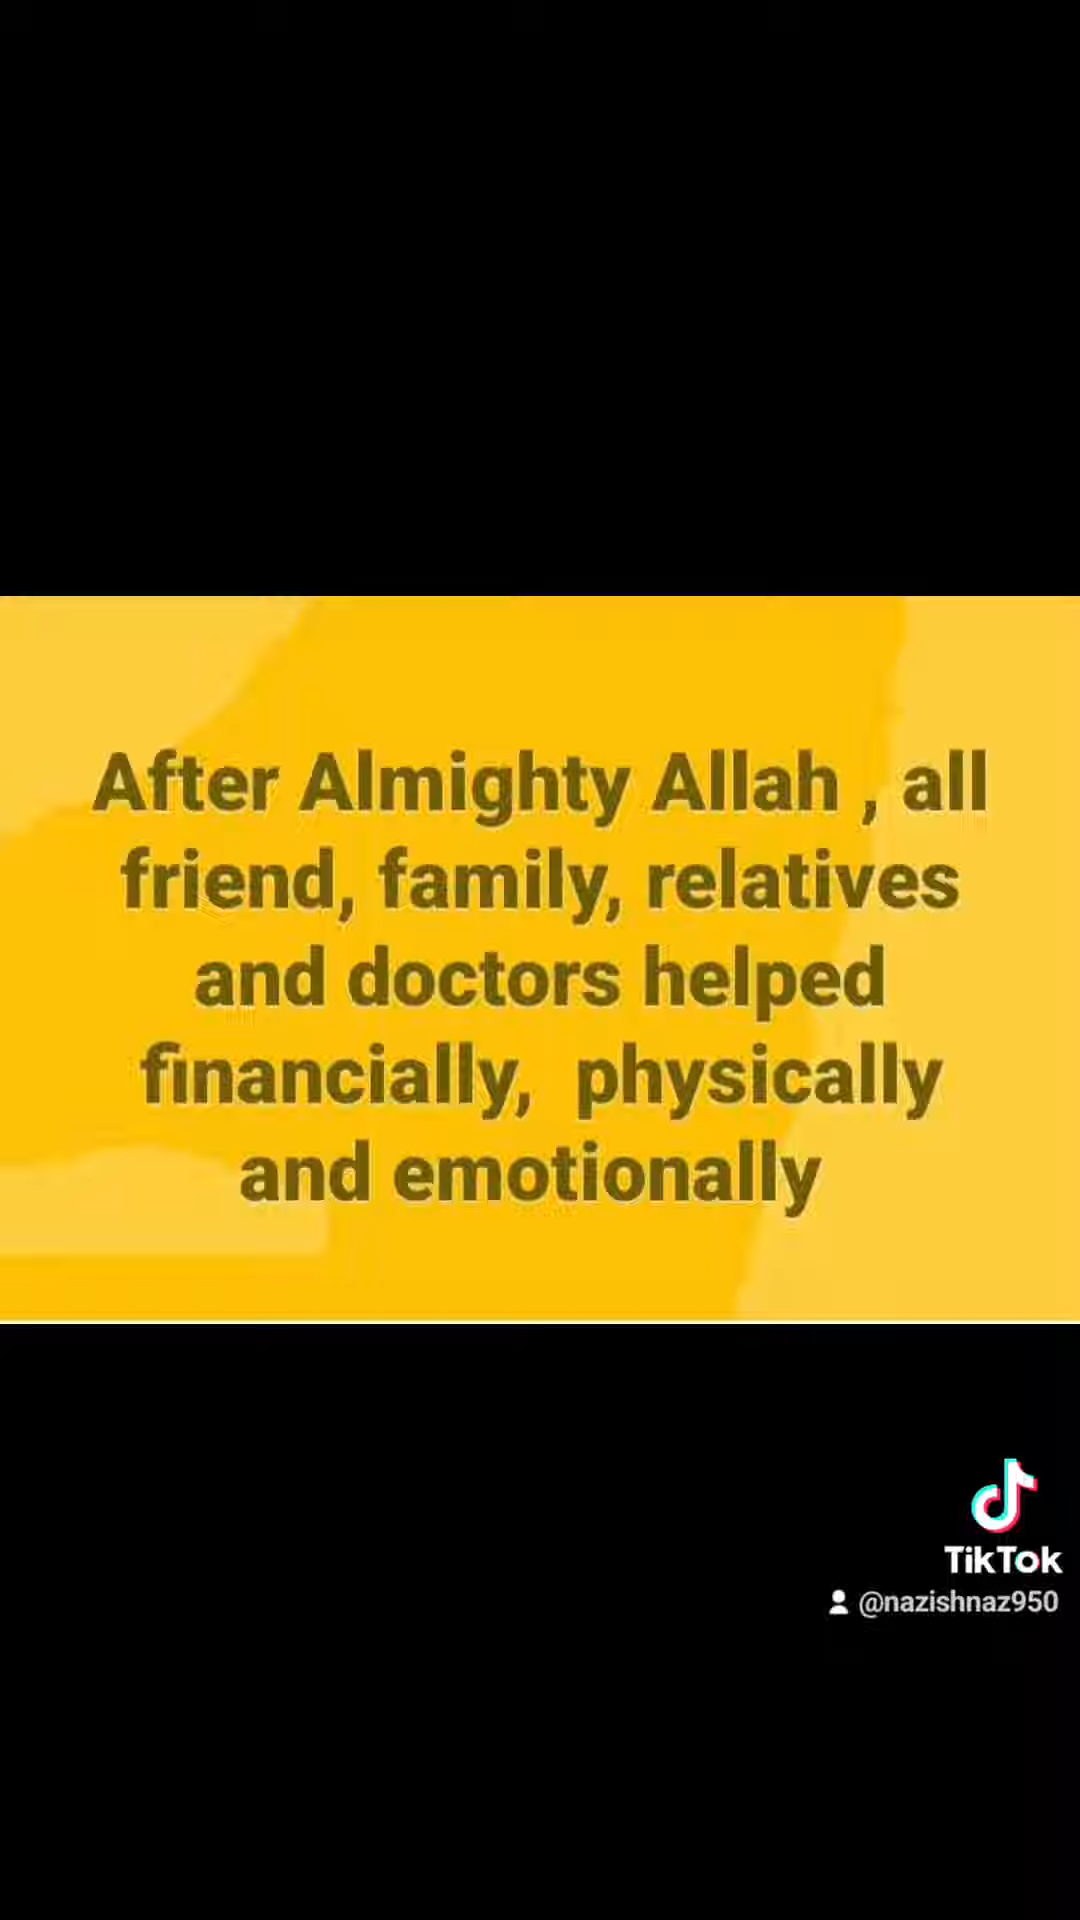 After Almighty Allah , all
friend, family, relatives
and doctors helped
financially,  physically
and emotionally
TikTok
@nazishnaz950